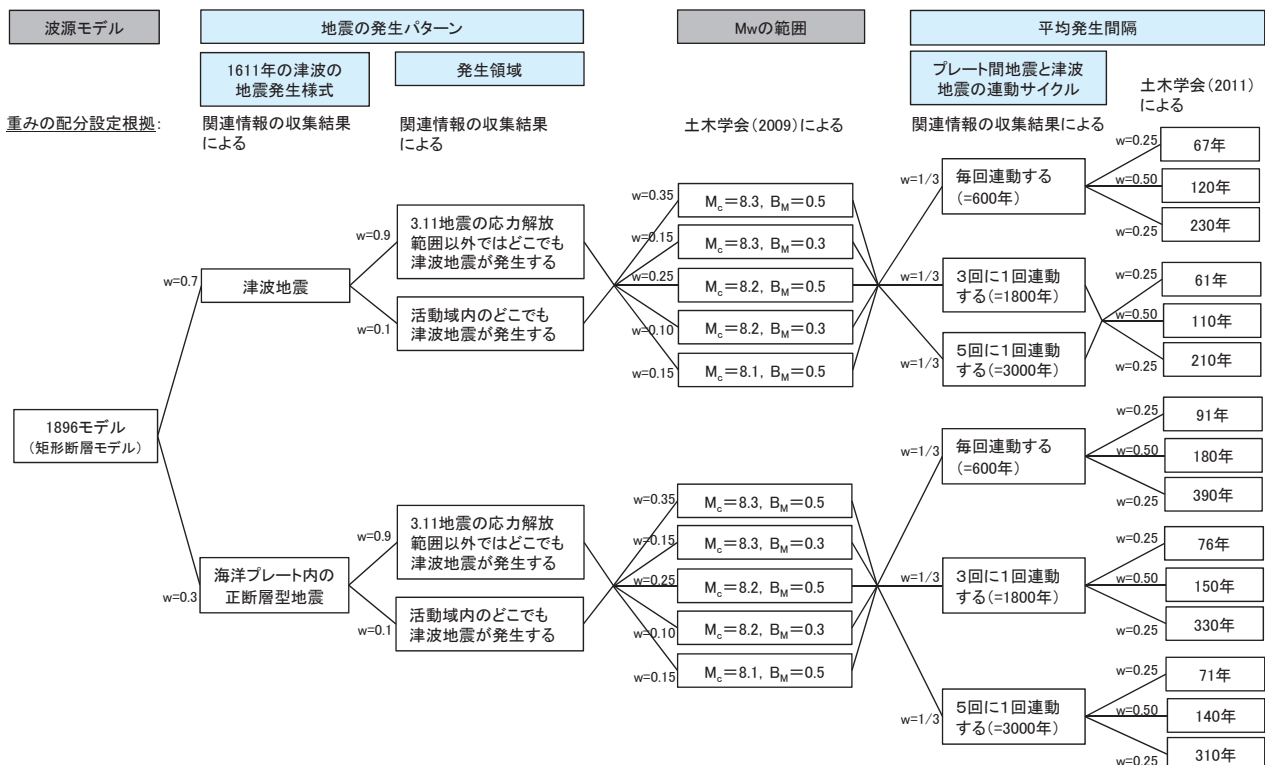 波源モデル
地震の発生パターン
Mwの範囲
平均発生間隔
1611年の津波の
地震発生様式
発生領域
プレート間地震と津波
地震の連動サイクル
土木学会(2011)
による
重みの配分設定根拠:
関連情報の収集結果
による
関連情報の収集結果
による
土木学会(2009)による
関連情報の収集結果による
1896モデル
(矩形断層モデル)
w=0.7
津波地震
w=0.9
3.11地震の応力解放
範囲以外ではどこでも
津波地震が発生する
w=0.1
活動域内のどこでも
津波地震が発生する
w=0.35
Mc=8.3, BM=0.5
w=0.15
Mc=8.3, BM=0.3
w=0.25
Mc=8.2, BM=0.5
w=0.10
Mc=8.2, BM=0.3
w=0.15
Mc=8.1, BM=0.5
w=1/3
毎回連動する
(=600年)
w=0.25
67年
w=0.50
120年
w=0.25
230年
w=1/3
3回に1回連動
する(=1800年)
w=1/3
5回に1回連動
する(=3000年)
w=0.25
61年
w=0.50
110年
w=0.25
210年
w=0.3
海洋プレート内の
正断層型地震
w=0.9
3.11地震の応力解放
範囲以外ではどこでも
津波地震が発生する
w=0.1
活動域内のどこでも
津波地震が発生する
w=0.35
Mc=8.3, BM=0.5
w=0.15
Mc=8.3, BM=0.3
w=0.25
Mc=8.2, BM=0.5
w=0.10
Mc=8.2, BM=0.3
w=0.15
Mc=8.1, BM=0.5
w=1/3
毎回連動する
(=600年)
w=0.25
91年
w=0.50
180年
w=0.25
390年
w=1/3
3回に1回連動
する(=1800年)
w=0.25
76年
w=0.50
150年
w=0.25
330年
w=1/3
5回に1回連動
する(=3000年)
w=0.25
71年
w=0.50
140年
w=0.25
310年